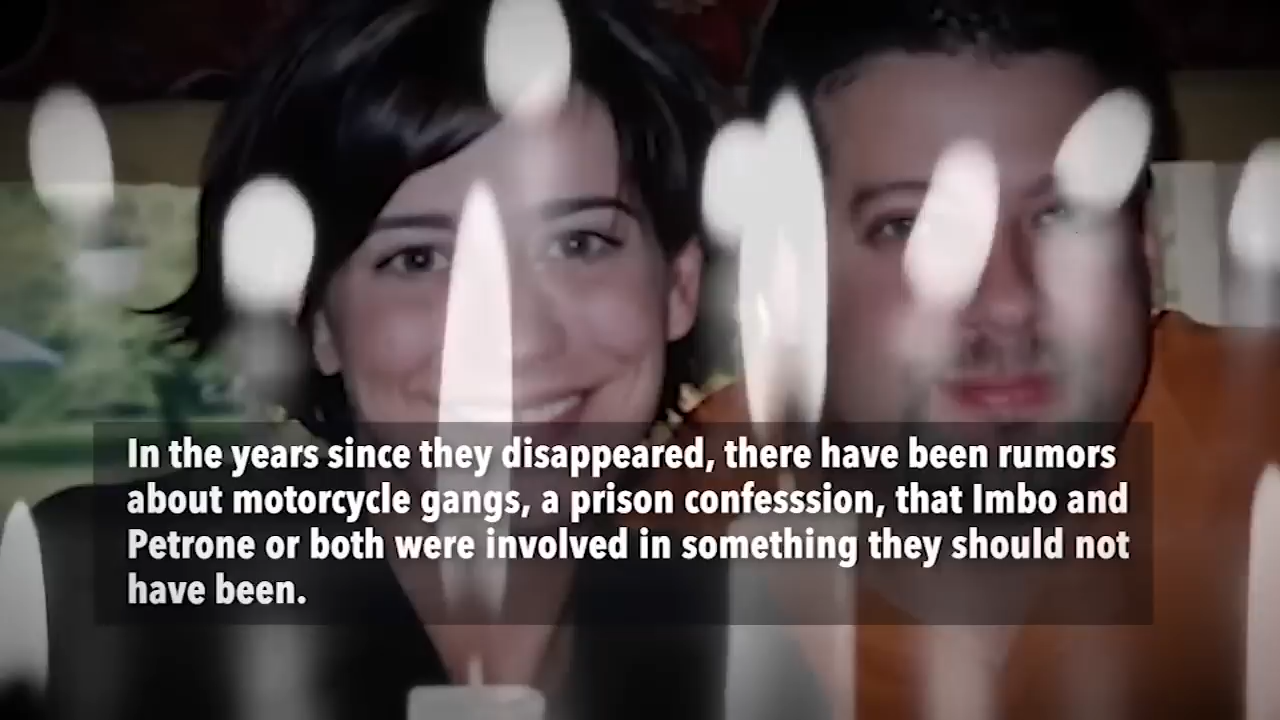 In the years since they disappeared, there have been rumors
about motorcycle gangs, a prison confesssion, that Imbo and
Petrone or both were involved in something they should not
have been.